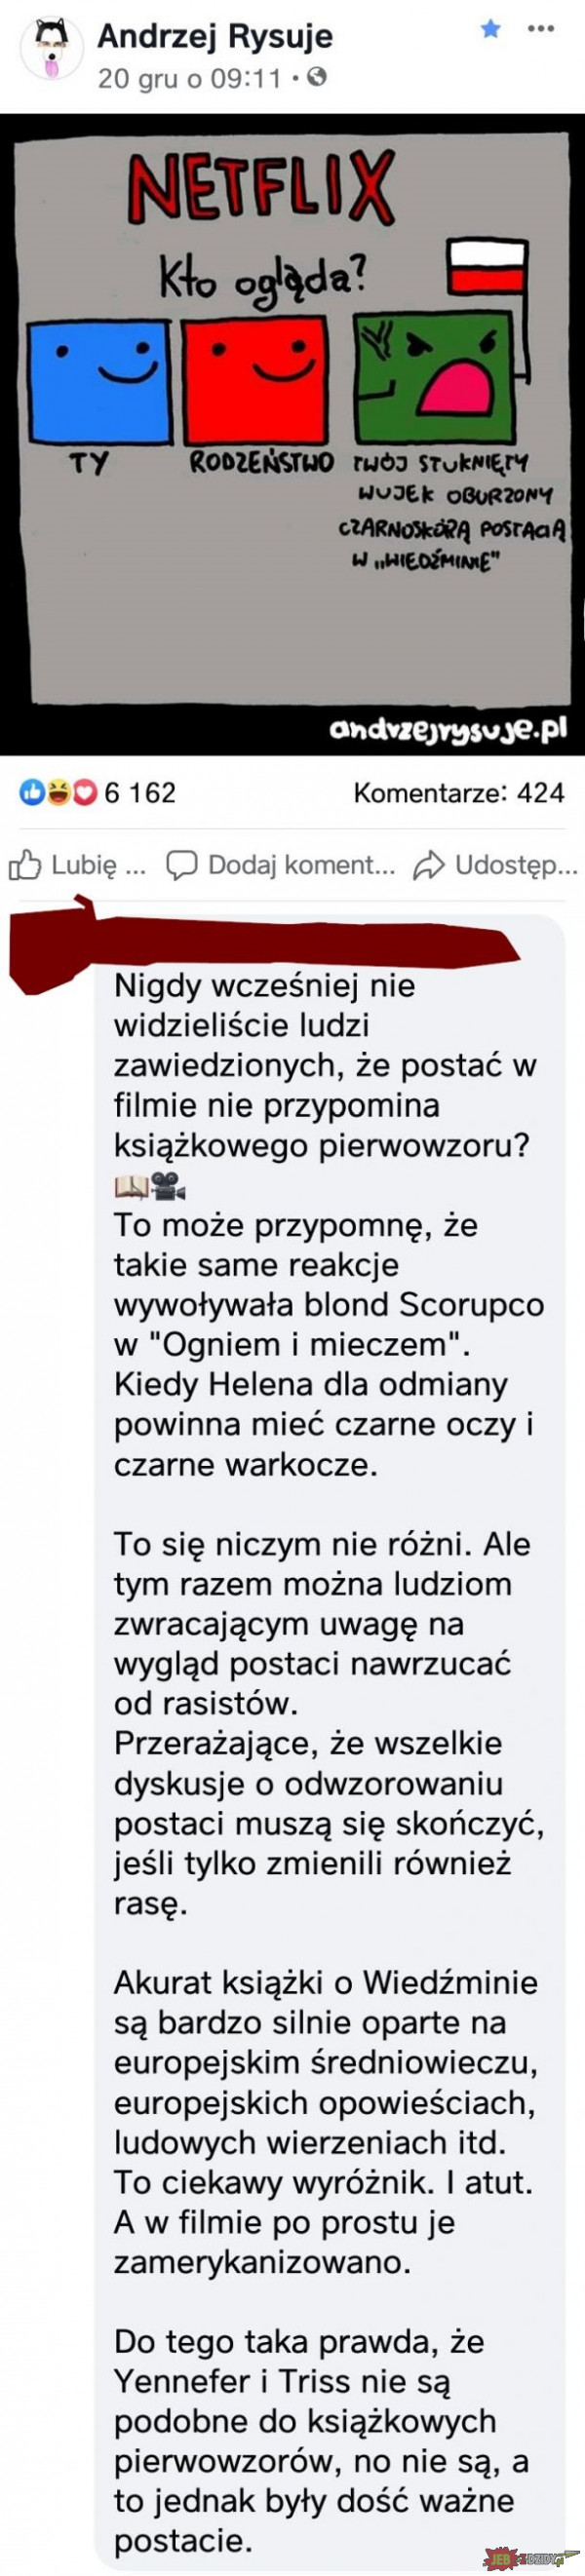 Andrzej Rysuje
20 gru o 09:11 •
NETFLIX
Kto ogląda?
TY
RODZEŃSTWO
TWÓJ STUKNIĘTY
WUJEK OBURZONY
CZARNOSKÓRĄ POSTACIĄ
W „WIEDŹMINIE"
andrzejrysuje.pl
6 162
Komentarze: 424
Lubię ...
Dodaj koment...
Udostęp...
Nigdy wcześniej nie
widzieliście ludzi
zawiedzionych, że postać w
filmie nie przypomina
książkowego pierwowzoru?
To może przypomnę, że
takie same reakcje
wywoływała blond Scorupco
w "Ogniem i mieczem".
Kiedy Helena dla odmiany
powinna mieć czarne oczy i
czarne warkocze.
To się niczym nie różni. Ale
tym razem można ludziom
zwracającym uwagę na
wygląd postaci nawrzucać
od rasistów.
Przerażające, że wszelkie
dyskusje o odwzorowaniu
postaci muszą się skończyć,
jeśli tylko zmienili również
rasę.
Akurat książki o Wiedźminie
są bardzo silnie oparte na
europejskim średniowieczu,
europejskich opowieściach,
ludowych wierzeniach itd.
To ciekawy wyróżnik. I atut.
A w filmie po prostu je
zamerykanizowano.
Do tego taka prawda, że
Yennefer i Triss nie są
podobne do książkowych
pierwowzorów, no nie są, a
to jednak były dość ważne
postacie.